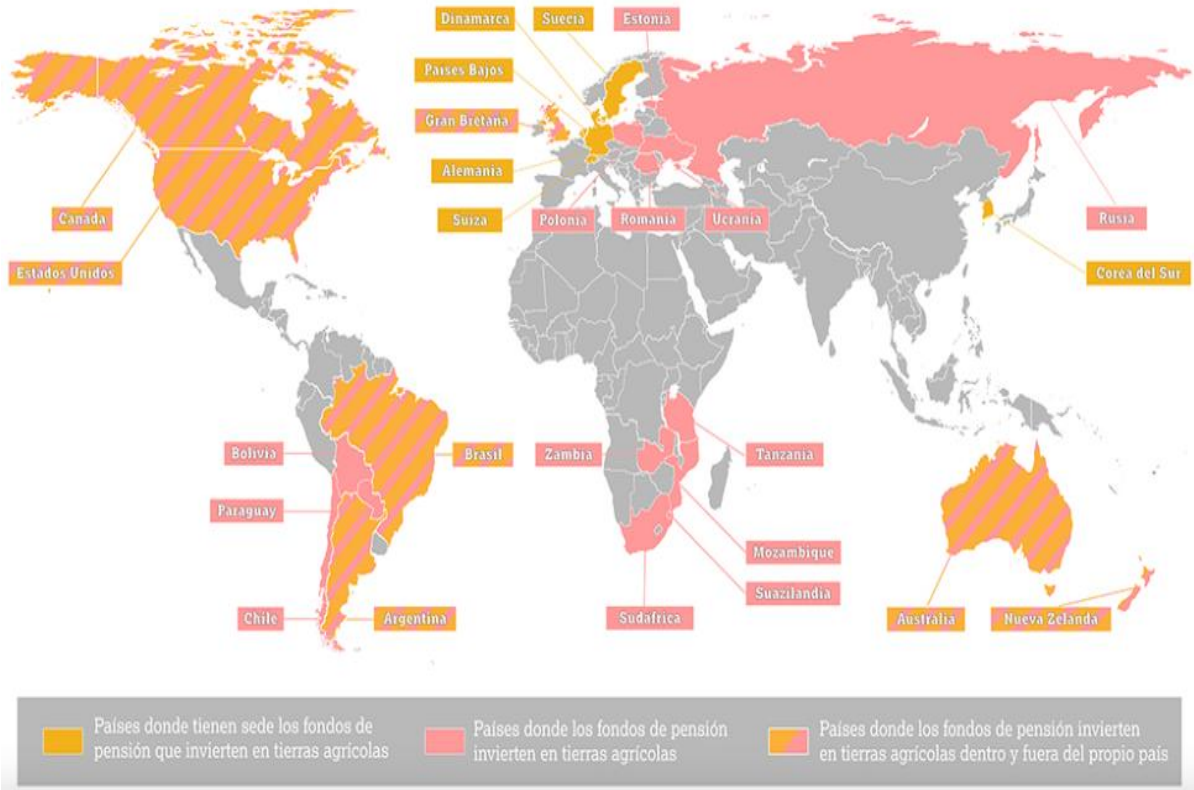 Dinamarca
Suecia
Estonia
Países Bajos
Gran Bretana
Alemania
Suiza
Polonia
Romania
Ucrania
Canada
Estados Unidos
Rusia
Corea del Sur
Bolivia
Brasil
Zambia
Tanzania
Paraguay
Mozambique
Suazilandia
Chile
Argentina
Sudafrica
Australia
Nueva Zelanda
Países donde tienen sede los fondos de
pensión que invierten en tierras agrícolas
Países donde los fondos de pensión
invierten en tierras agrícolas
Países donde los fondos de pensión invierten
en tierras agrícolas dentro y fuera del propio país